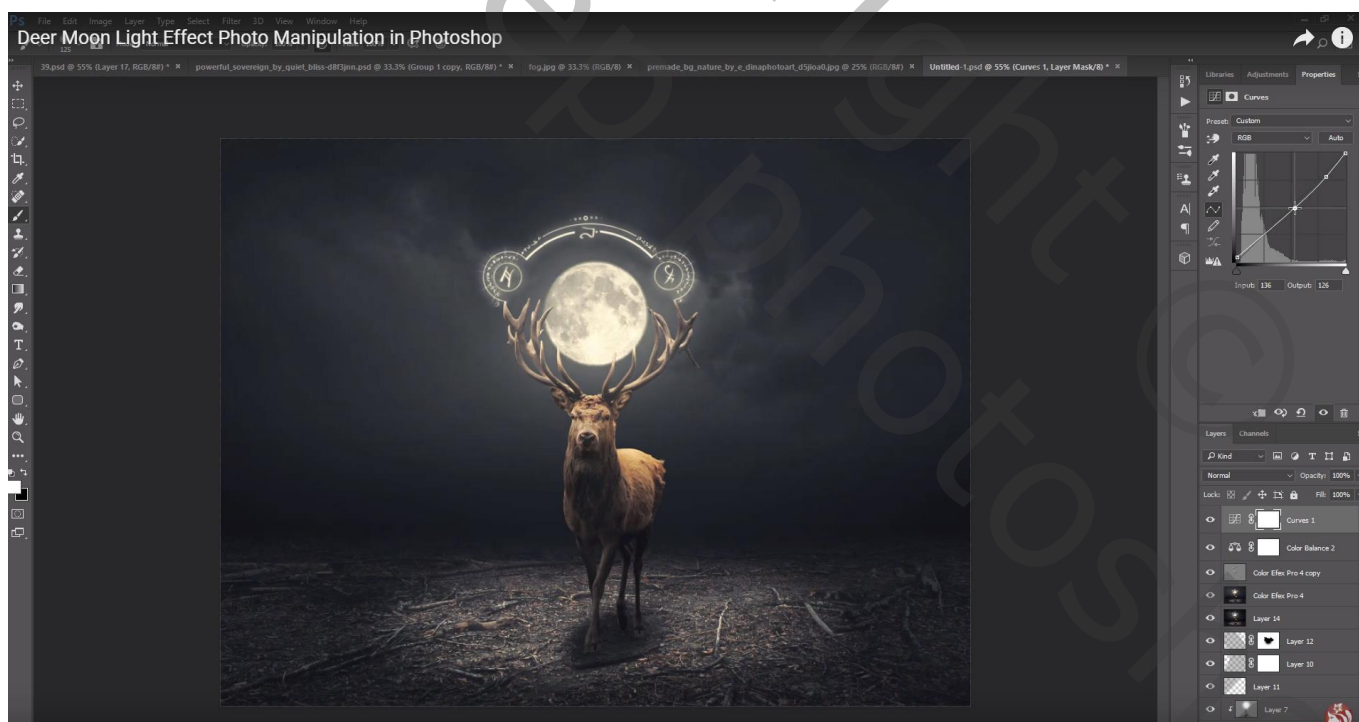 Ps File Edit Image Layer Type Select Filter 3D View Window Help
Deer Moon Light Effect Photo Manipulation in Photoshop
125
39.psd @ 55% (Layer 17, RGB/8#) * × powerful_sovereign_by_quiet_bliss-d8f3jnn.psd @ 33.3% (Group 1 copy, RGB/8#) * × fog.jpg @ 33.3% (RGB/8) × premade_bg_nature_by_e_dinaphotoart_d5jioa0.jpg @ 25% (RGB/8#) × Untitled-1.psd @ 55% (Curves 1, Layer Mask/8) * ×
Libraries Adjustments Properties
Curves
Preset: Custom
RGB Auto
Input: 136 Output: 126
Layers Channels
Kind
Normal Opacity: 100%
Lock: Fill: 100%
Curves 1
Color Balance 2
Color Efex Pro 4 copy
Color Efex Pro 4
Layer 14
Layer 12
Layer 10
Layer 11
Layer 7